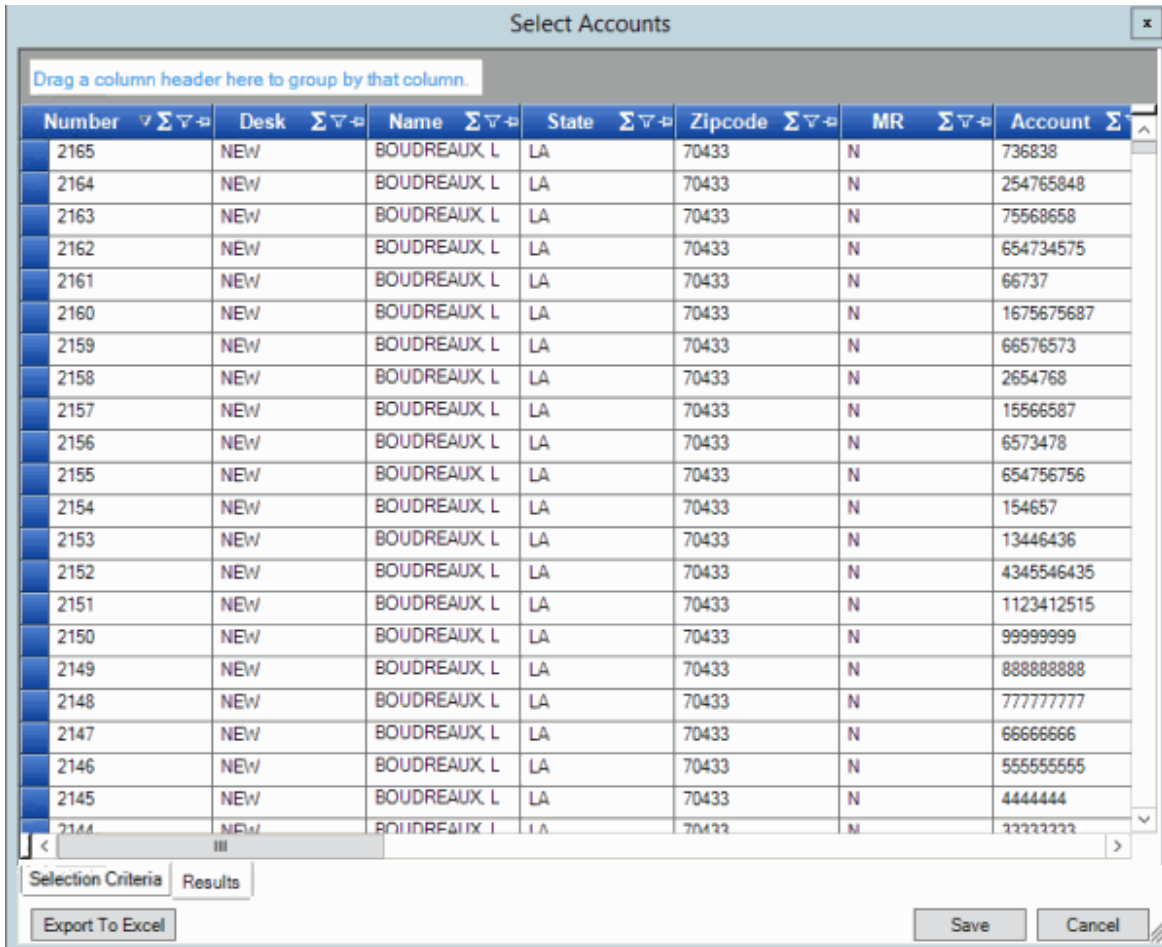 Select Accounts x
Drag a column header here to group by that column.
Number Σ Desk Σ Name Σ State Σ Zipcode Σ MR Σ Account Σ
2165 NEW BOUDREAUX, L LA 70433 N 736838
2164 NEW BOUDREAUX, L LA 70433 N 254765848
2163 NEW BOUDREAUX, L LA 70433 N 75568658
2162 NEW BOUDREAUX, L LA 70433 N 654734575
2161 NEW BOUDREAUX, L LA 70433 N 66737
2160 NEW BOUDREAUX, L LA 70433 N 1675675687
2159 NEW BOUDREAUX, L LA 70433 N 66576573
2158 NEW BOUDREAUX, L LA 70433 N 2654768
2157 NEW BOUDREAUX, L LA 70433 N 15566587
2156 NEW BOUDREAUX, L LA 70433 N 6573478
2155 NEW BOUDREAUX, L LA 70433 N 654756756
2154 NEW BOUDREAUX, L LA 70433 N 154657
2153 NEW BOUDREAUX, L LA 70433 N 13446436
2152 NEW BOUDREAUX, L LA 70433 N 4345546435
2151 NEW BOUDREAUX, L LA 70433 N 1123412515
2150 NEW BOUDREAUX, L LA 70433 N 99999999
2149 NEW BOUDREAUX, L LA 70433 N 888888888
2148 NEW BOUDREAUX, L LA 70433 N 777777777
2147 NEW BOUDREAUX, L LA 70433 N 66666666
2146 NEW BOUDREAUX, L LA 70433 N 555555555
2145 NEW BOUDREAUX, L LA 70433 N 4444444
2144 NEW BOUDREAUX, L LA 70433 N 33333333
Selection Criteria Results
Export To Excel Save Cancel